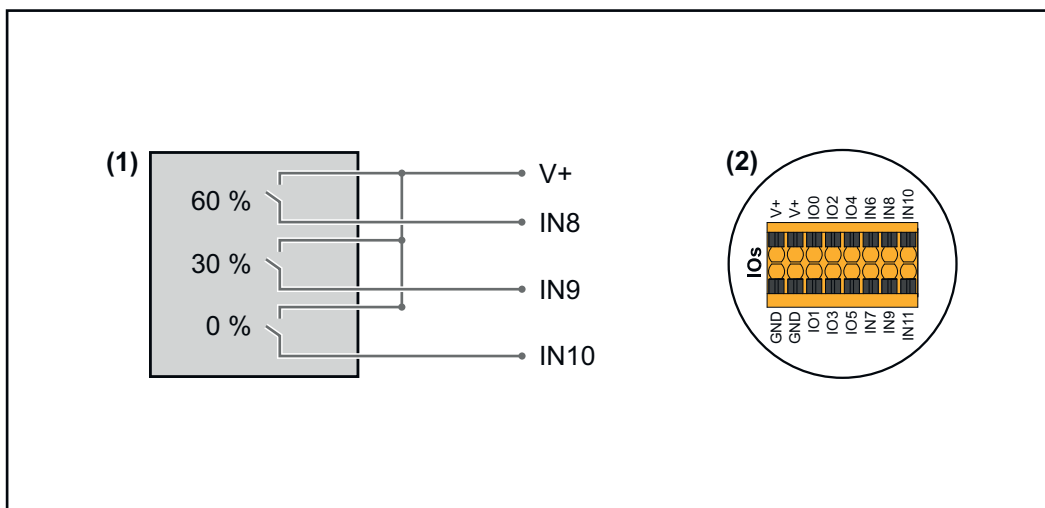 (1)
60 %
30 %
0 %
V+
IN8
IN9
IN10
(2)
IOs
V+
V+
IO0
IO2
IO4
IN6
IN8
IN10
GND
GND
IO1
IO3
IO5
IN7
IN9
IN11